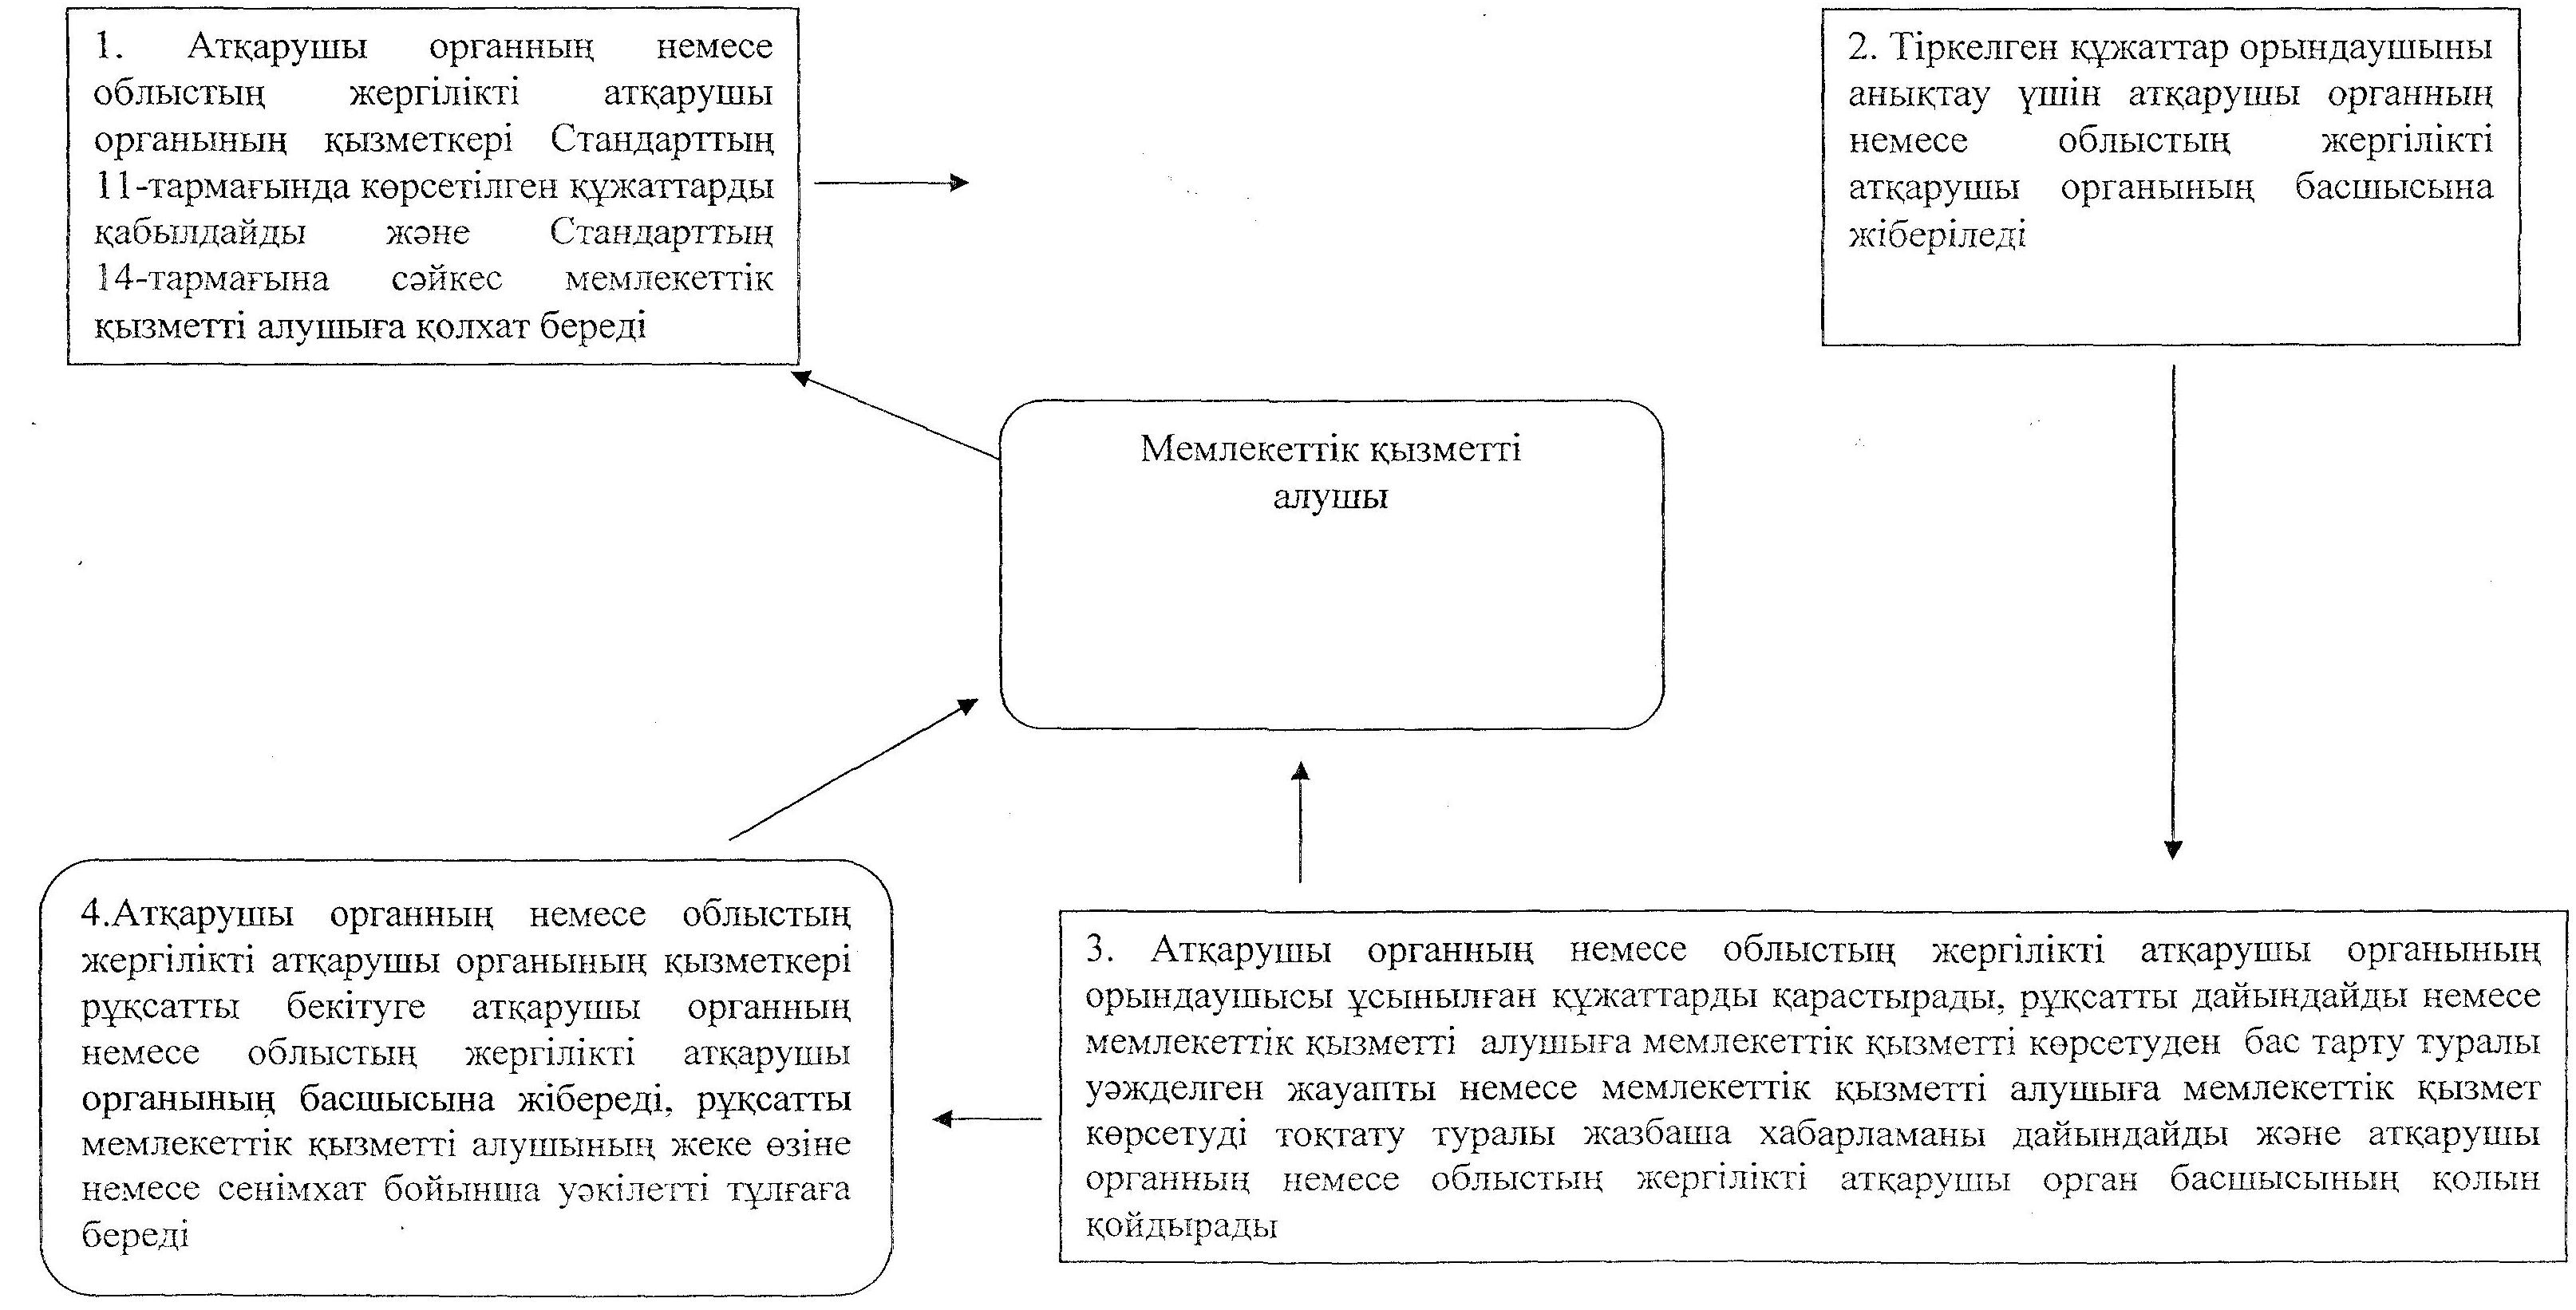 1. Атқарушы органның немесе
облыстың жергілікті атқарушы
органының қызметкері Стандарттың
11-тармағында көрсетілген құжаттарды
қабылдайды және Стандарттың
14-тармағына сәйкес мемлекеттік
қызметті алушыға қолхат береді
2. Тіркелген құжаттар орындаушыны
анықтау үшін атқарушы органның
немесе облыстың жергілікті
атқарушы органының басшысына
жіберіледі
Мемлекеттік қызметті
алушы
4.Атқарушы органның немесе облыстың
жергілікті атқарушы органының қызметкері
рұқсатты бекітуге атқарушы органның
немесе облыстың жергілікті атқарушы
органының басшысына жібереді, рұқсатты
мемлекеттік қызметті алушының жеке өзіне
немесе сенімхат бойынша уәкілетті тұлғаға
береді
3. Атқарушы органның немесе облыстың жергілікті атқарушы органының
орындаушысы ұсынылған құжаттарды қарастырады, рұқсатты дайындайды немесе
мемлекеттік қызметті алушыға мемлекеттік қызметті көрсетуден бас тарту туралы
уәжделген жауапты немесе мемлекеттік қызметті алушыға мемлекеттік қызмет
көрсетуді тоқтату туралы жазбаша хабарламаны дайындайды және атқарушы
органның немесе облыстың жергілікті атқарушы орган басшысының қолын
қойдырады